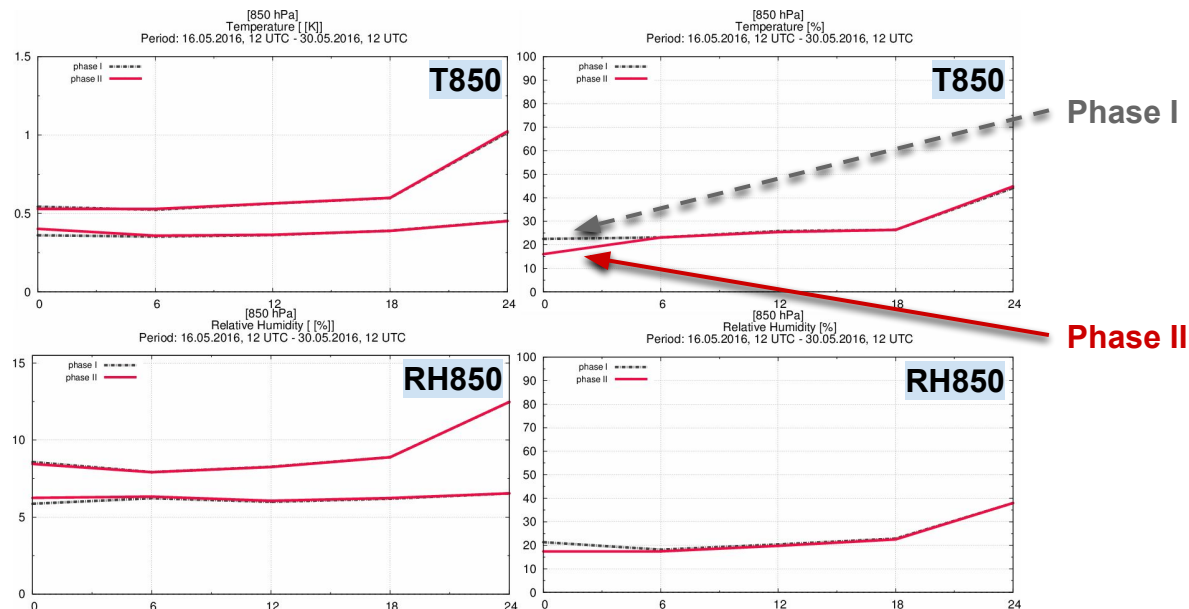 [850 hPa]
Temperature [ [K]]
Period: 16.05.2016, 12 UTC - 30.05.2016, 12 UTC
1.5
1
0.5
0
phase I
phase II
T850
0 6 12 18 24
[850 hPa]
Temperature [%]
Period: 16.05.2016, 12 UTC - 30.05.2016, 12 UTC
100
90
80
70
60
50
40
30
20
10
0
phase I
phase II
T850
0 6 12 18 24
Phase I
Phase II
[850 hPa]
Relative Humidity [ [%]]
Period: 16.05.2016, 12 UTC - 30.05.2016, 12 UTC
15
10
5
0
phase I
phase II
RH850
0 6 12 18 24
[850 hPa]
Relative Humidity [%]
Period: 16.05.2016, 12 UTC - 30.05.2016, 12 UTC
100
90
80
70
60
50
40
30
20
10
0
phase I
phase II
RH850
0 6 12 18 24